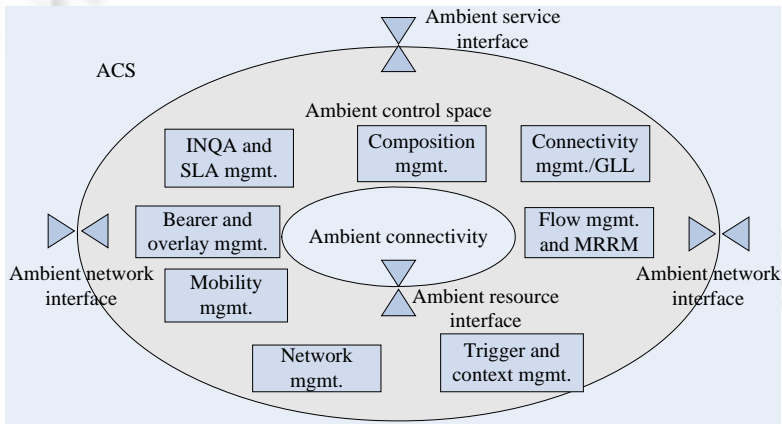 Ambient service
interface
ACS
Ambient control space
INQA and
SLA mgmt.
Composition
mgmt.
Connectivity
mgmt./GLL
Bearer and
overlay mgmt.
Ambient connectivity
Flow mgmt.
and MRRM
Ambient network
interface
Mobility
mgmt.
Ambient resource
interface
Ambient network
interface
Network
mgmt.
Trigger and
context mgmt.